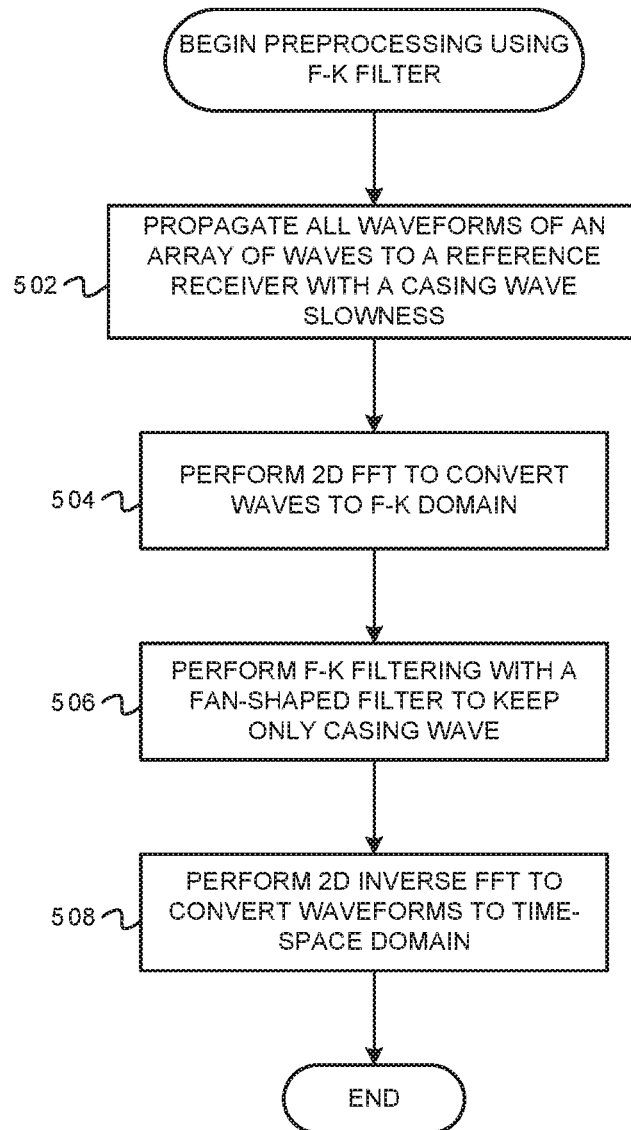 BEGIN PREPROCESSING USING
F-K FILTER
PROPAGATE ALL WAVEFORMS OF AN
ARRAY OF WAVES TO A REFERENCE
RECEIVER WITH A CASING WAVE
SLOWNESS
502
PERFORM 2D FFT TO CONVERT
WAVES TO F-K DOMAIN
504
PERFORM F-K FILTERING WITH A
FAN-SHAPED FILTER TO KEEP
ONLY CASING WAVE
506
PERFORM 2D INVERSE FFT TO
CONVERT WAVEFORMS TO TIME-
SPACE DOMAIN
508
END